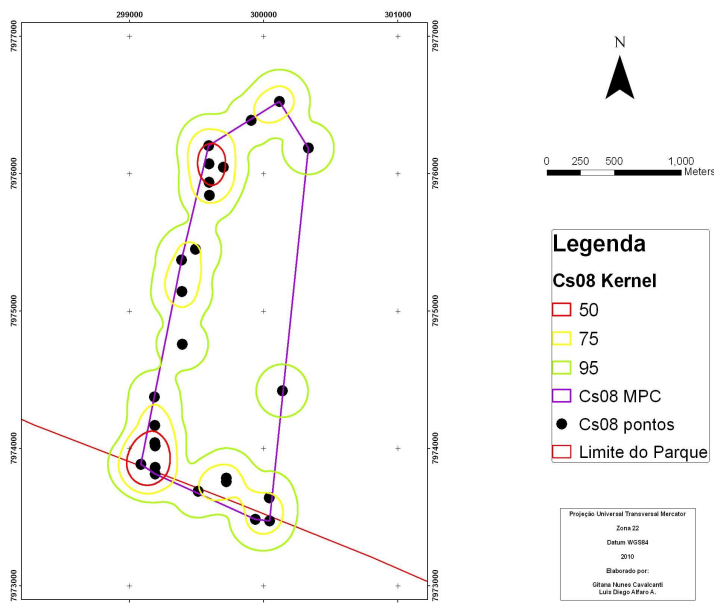 299000 300000 301000
7977000 7977000
7976000 7976000
7975000 7975000
7974000 7974000
7973000 7973000
N
0 250 500 1,000
Meters
Legenda
Cs08 Kernel
50
75
95
Cs08 MPC
Cs08 pontos
Limite do Parque
Projeção Universal Transversal Mercator
Zona 22
Datum WGS84
2010
Elaborado por:
Gitana Nunes Cavalcanti
Luis Diego Alfaro A.